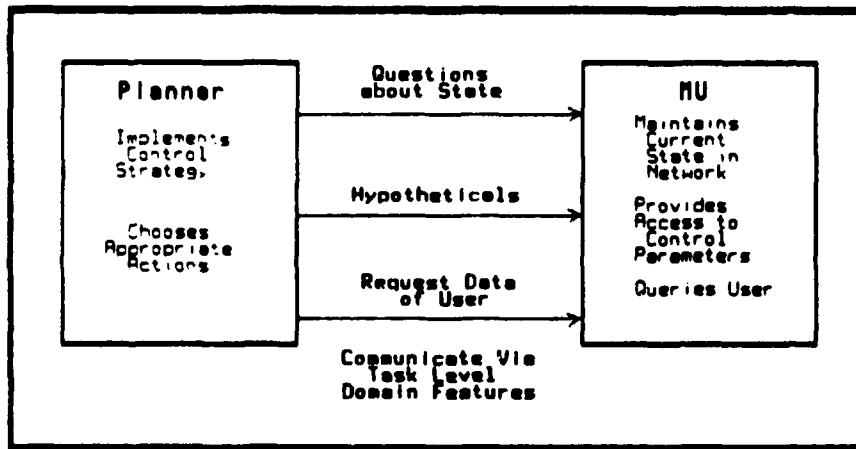 Planner
Implements
Control
Strategy
Chooses
Appropriate
Actions
Questions
about State
Hypotheticals
Request Data
of User
Communicate Via
Task Level
Domain Features
MU
Maintains
Current
State in
Network
Provides
Access to
Control
Parameters
Queries User